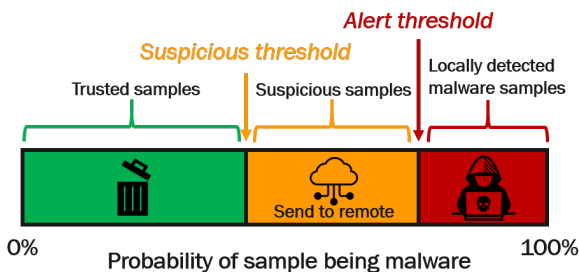 Alert threshold
Suspicious threshold
Trusted samples
Suspicious samples
Locally detected
malware samples
Send to remote
0%
100%
Probability of sample being malware